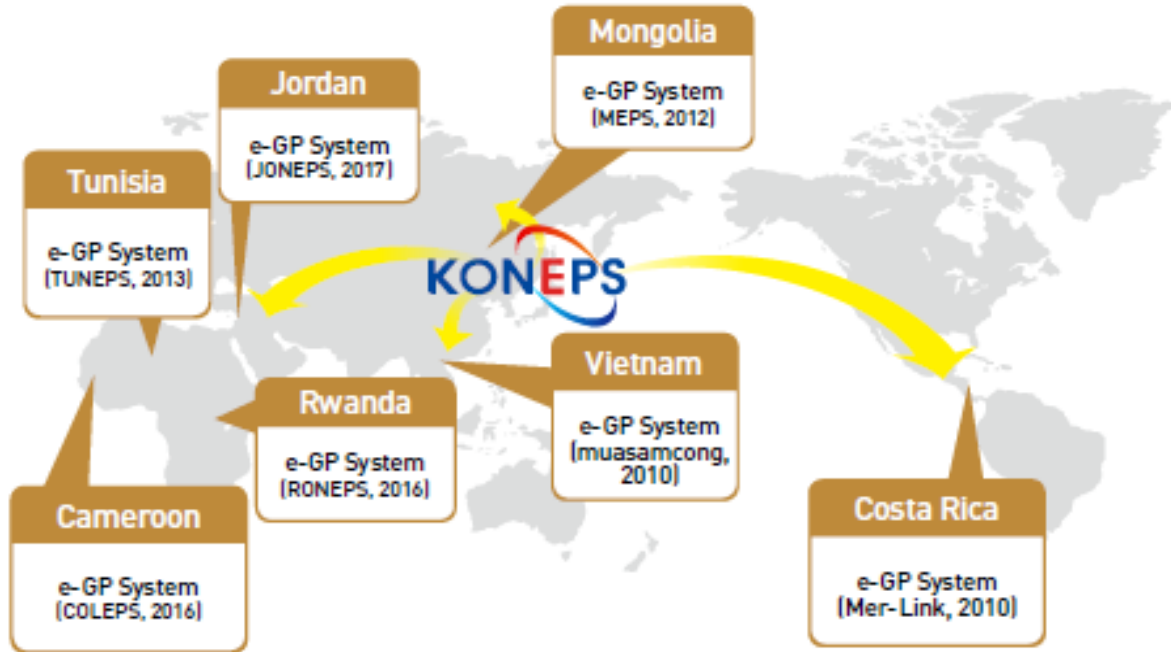 Mongolia
e-GP System
(MEPS, 2012)
Jordan
e-GP System
(JONEPS, 2017)
Tunisia
e-GP System
(TUNEPS, 2013)
KONEPS
Vietnam
e-GP System
(muasamcong,
2010)
Rwanda
e-GP System
(RONEPS, 2016)
Cameroon
e-GP System
(COLEPS, 2016)
Costa Rica
e-GP System
(Mer-Link, 2010)